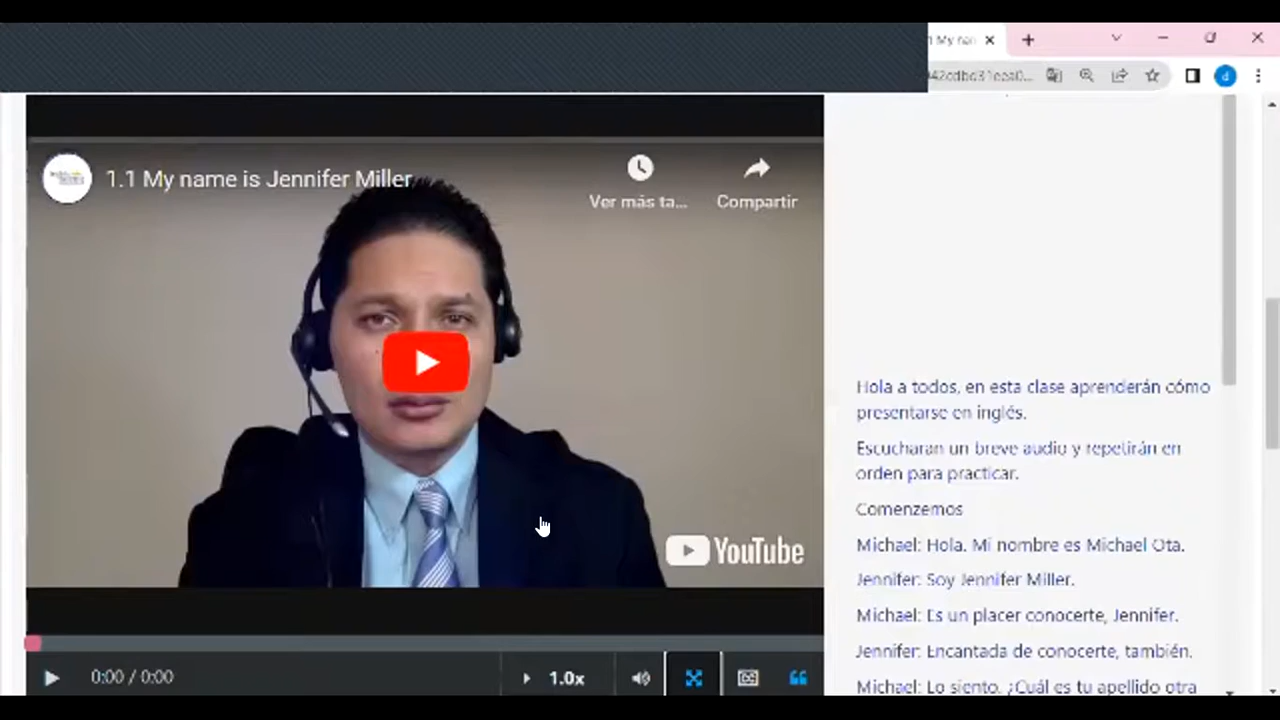 My nar
42cdbd31eea0...
d
1.1 My name is Jennifer Miller
Ver más ta...
Compartir
YouTube
0:00 / 0:00
1.0x
Hola a todos, en esta clase aprenderán cómo
presentarse en inglés.
Escucharan un breve audio y repetirán en
orden para practicar.
Comenzemos
Michael: Hola. Mi nombre es Michael Ota.
Jennifer: Soy Jennifer Miller.
Michael: Es un placer conocerte, Jennifer.
Jennifer: Encantada de conocerte, también.
Michael: Lo siento. ¿Cuál es tu apellido otra